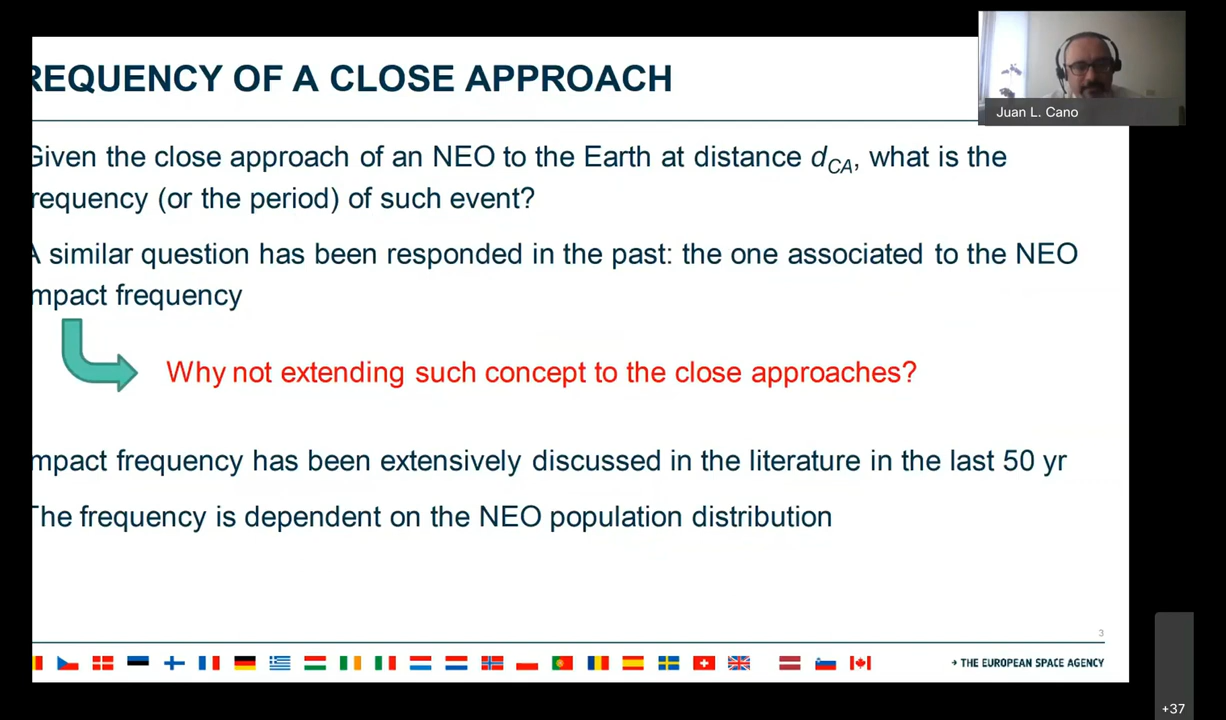 REQUENCY OF A CLOSE APPROACH
Juan L. Cano
Given the close approach of an NEO to the Earth at distance dCA, what is the
requency (or the period) of such event?
A similar question has been responded in the past: the one associated to the NEO
mpact frequency
Why not extending such concept to the close approaches?
mpact frequency has been extensively discussed in the literature in the last 50 yr
The frequency is dependent on the NEO population distribution
3
→ THE EUROPEAN SPACE AGENCY
+37